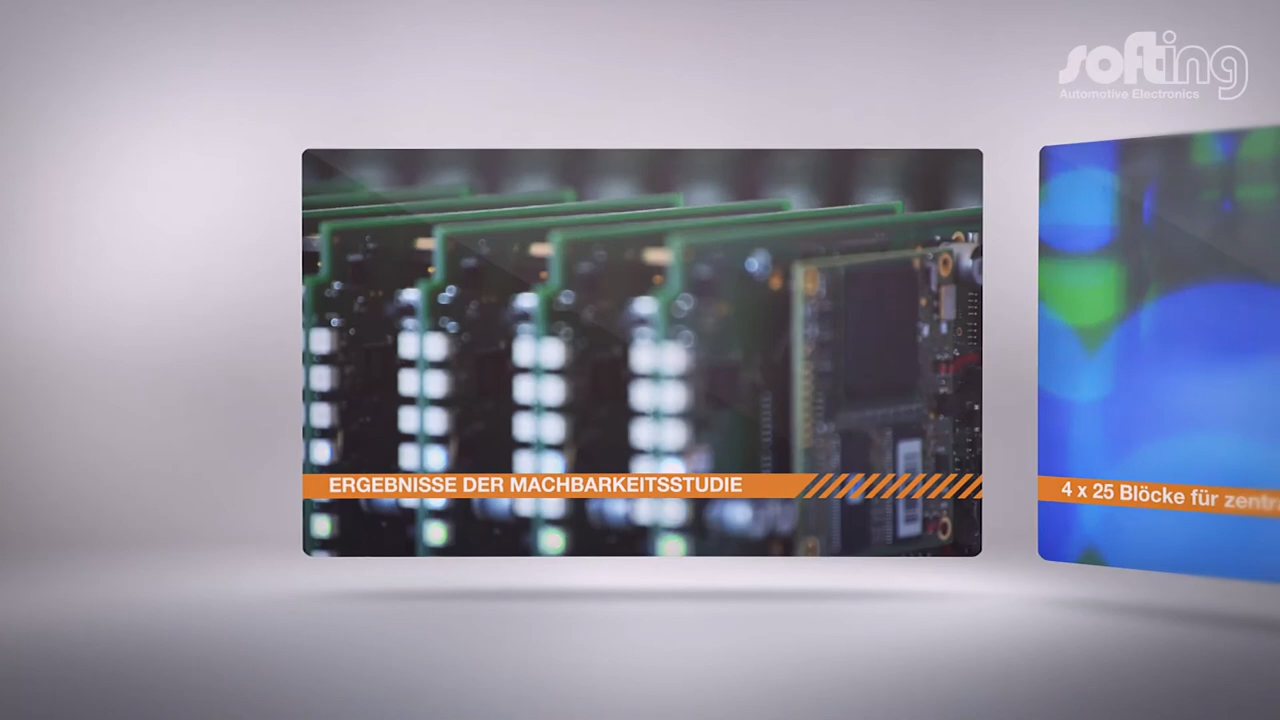 softing
Automotive Electronics
ERGEBNISSE DER MACHBARKEITSSTUDIE
4 x 25 Blöcke für